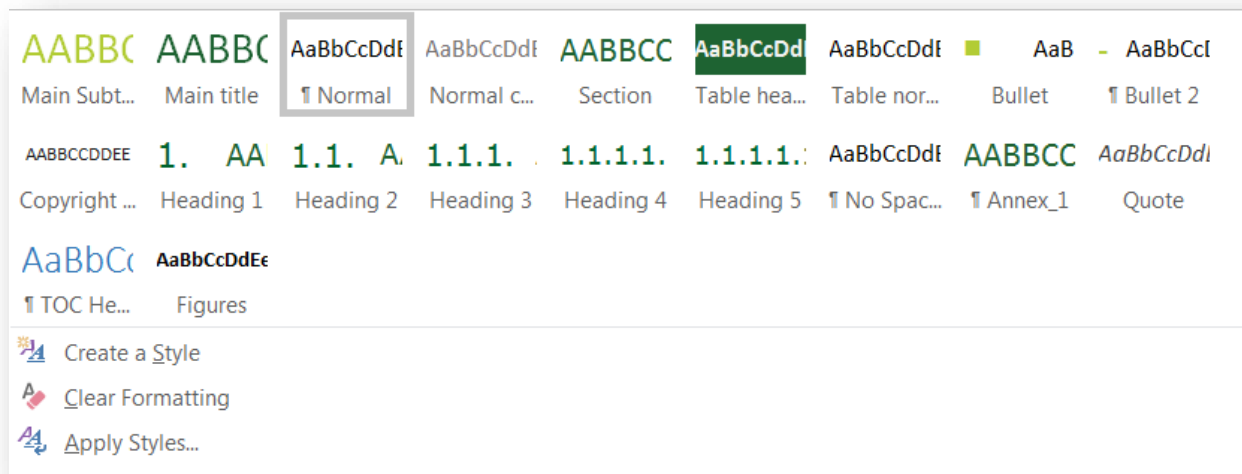 AABBC AABBC AaBbCcDdE AaBbCcDdE AABBCC AaBbCcDd AaBbCcDdE ■ AaB - AaBbCcD
Main Subt... Main title ¶ Normal Normal c... Section Table hea... Table nor... Bullet ¶ Bullet 2
AABBCCDDEE 1. AA 1.1. A 1.1.1. 1.1.1.1. 1.1.1.1.1 AaBbCcDdE AABBCC AaBbCcDd
Copyright ... Heading 1 Heading 2 Heading 3 Heading 4 Heading 5 ¶ No Spac... ¶ Annex_1 Quote
AaBbCc AaBbCcDdEe
¶ TOC He... Figures
Create a Style
Clear Formatting
Apply Styles...